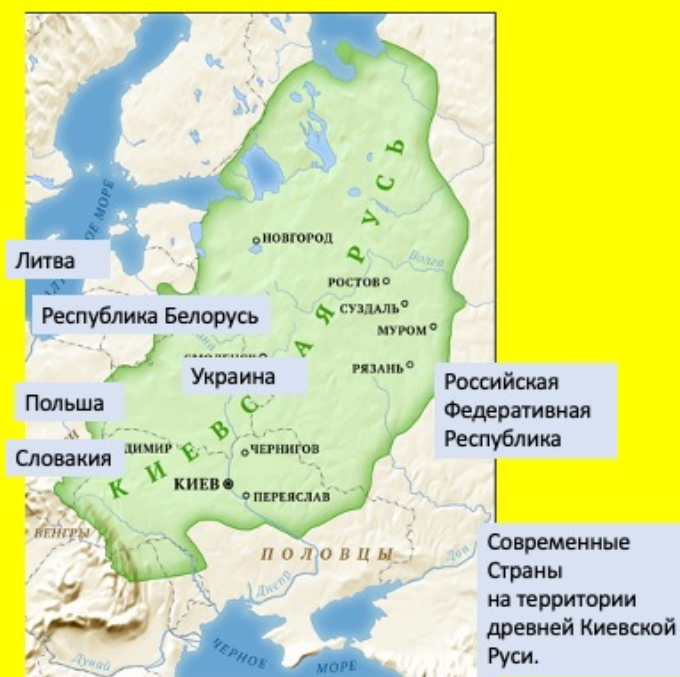 НОВГОРОД
Волга
Литва
РОСТОВ
Республика Белорусь
СУЗДАЛЬ
МУРОМ
РЯЗАНЬ
Украина
Российская
Федеративная
Республика
Польша
Словакия
ЧЕРНИГОВ
КИЕВСКАЯ РУСЬ
КИЕВ
ПЕРЕЯСЛАВ
ВЕНГРЫ
ПОЛОВЦЫ
Дон
Днепр
Современные
Страны
на территории
древней Киевской
Руси.
Дунай
ЧЕРНОЕ МОРЕ